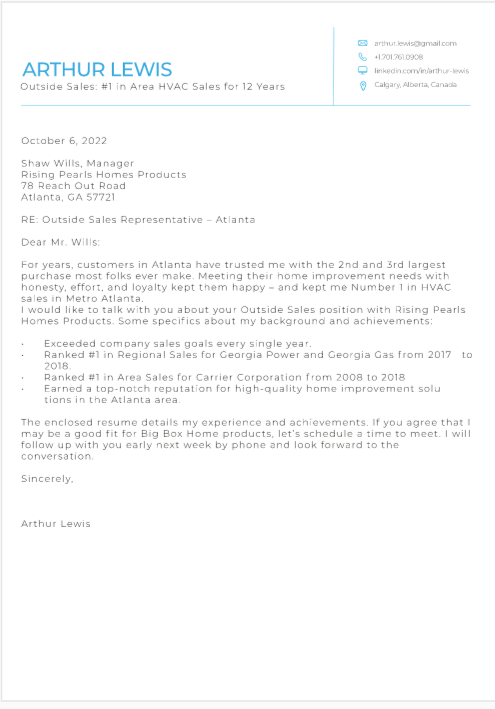 arthur.lewis@gmail.com
+1.701.761.0908
linkedin.com/in/arthur-lewis
Calgary, Alberta, Canada
ARTHUR LEWIS
Outside Sales: #1 in Area HVAC Sales for 12 Years
October 6, 2022
Shaw Wills, Manager
Rising Pearls Homes Products
78 Reach Out Road
Atlanta, GA 57721
RE: Outside Sales Representative – Atlanta
Dear Mr. Wills:
For years, customers in Atlanta have trusted me with the 2nd and 3rd largest
purchase most folks ever make. Meeting their home improvement needs with
honesty, effort, and loyalty kept them happy – and kept me Number 1 in HVAC
sales in Metro Atlanta.
I would like to talk with you about your Outside Sales position with Rising Pearls
Homes Products. Some specifics about my background and achievements:
• Exceeded company sales goals every single year.
• Ranked #1 in Regional Sales for Georgia Power and Georgia Gas from 2017 to
2018.
• Ranked #1 in Area Sales for Carrier Corporation from 2008 to 2018
• Earned a top-notch reputation for high-quality home improvement solu
tions in the Atlanta area.
The enclosed resume details my experience and achievements. If you agree that I
may be a good fit for Big Box Home products, let's schedule a time to meet. I will
follow up with you early next week by phone and look forward to the
conversation.
Sincerely,
Arthur Lewis